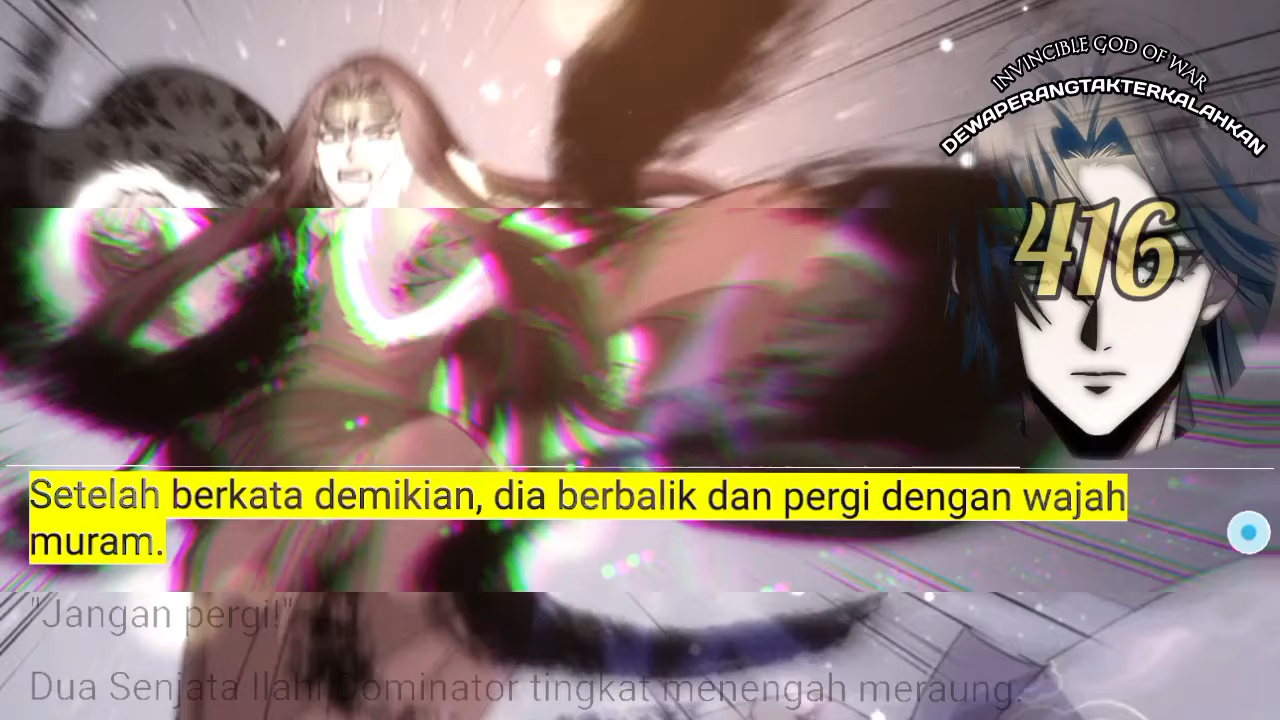 INVINCIBLE GOD OF WAR
DEWAPERANGTAKTERKALAHKAN
416
Setelah berkata demikian, dia berbalik dan pergi dengan wajah
muram.
"Jangan pergi!"
Dua Senjata Ilahi Dominator tingkat menengah meraung.